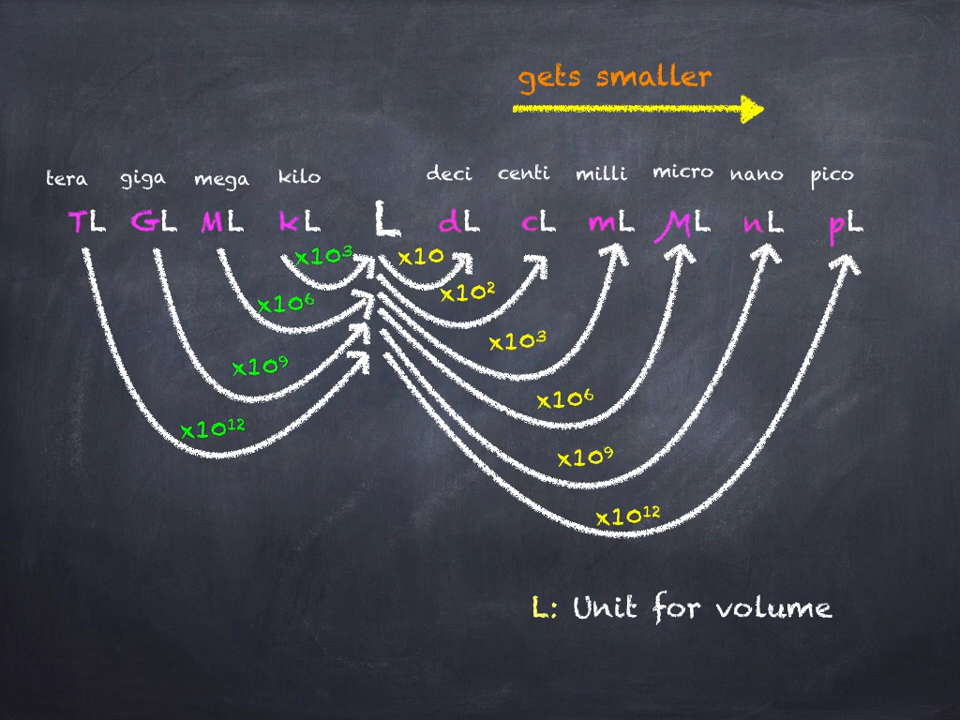 gets smaller
tera giga mega kilo deci centi milli micro nano pico
TL GL ML kL L dL cL mL ML nL pL
x10³ x10
x10⁶ x10²
x10³
x10⁹
x10⁶
x10¹²
x10⁹
x10¹²
L: Unit for volume